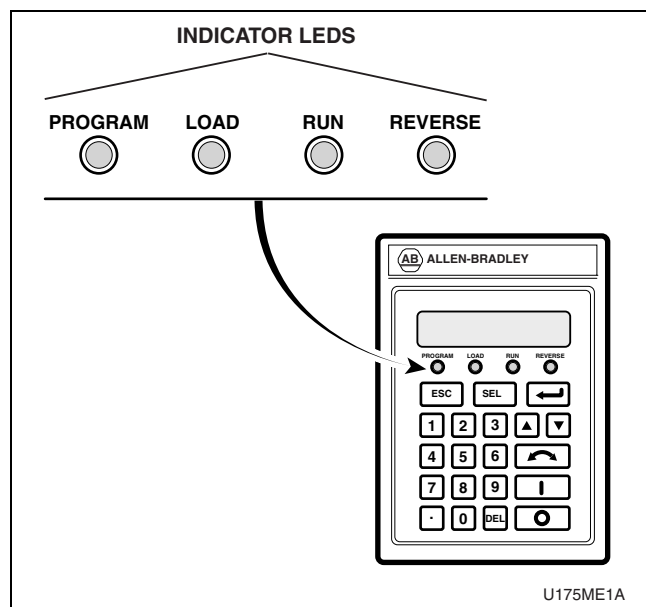 INDICATOR LEDS
PROGRAM LOAD RUN REVERSE
AB ALLEN-BRADLEY
PROGRAM LOAD RUN REVERSE
ESC SEL
1 2 3
4 5 6
7 8 9
. 0 DEL
U175ME1A